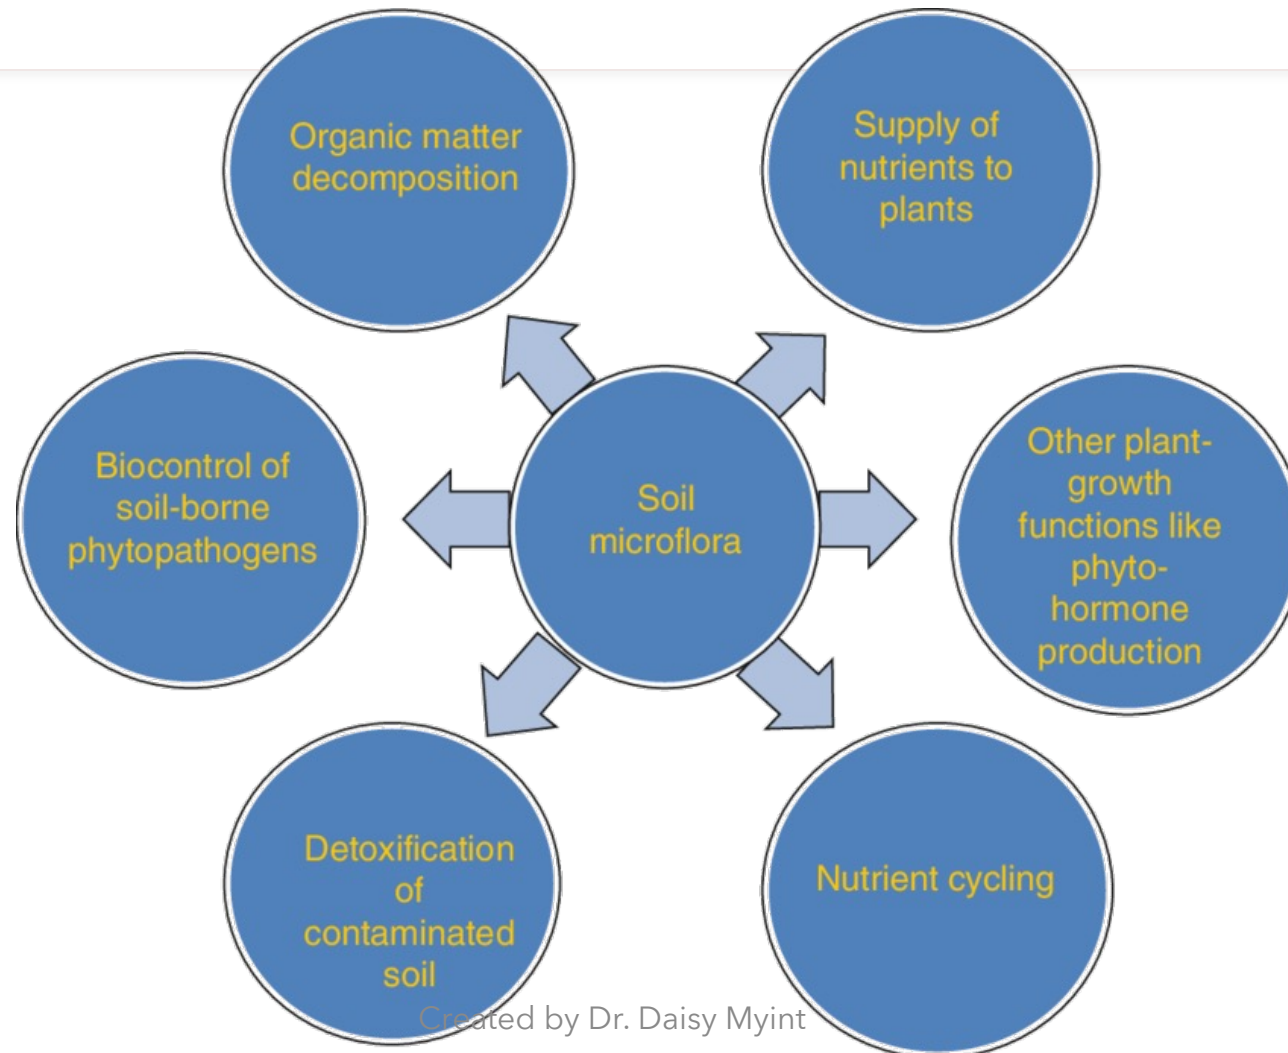 Organic matter
decomposition
Supply of
nutrients to
plants
Biocontrol of
soil-borne
phytopathogens
Soil
microflora
Other plant-
growth
functions like
phyto-
hormone
production
Detoxification
of
contaminated
soil
Nutrient cycling
Created by Dr. Daisy Myint